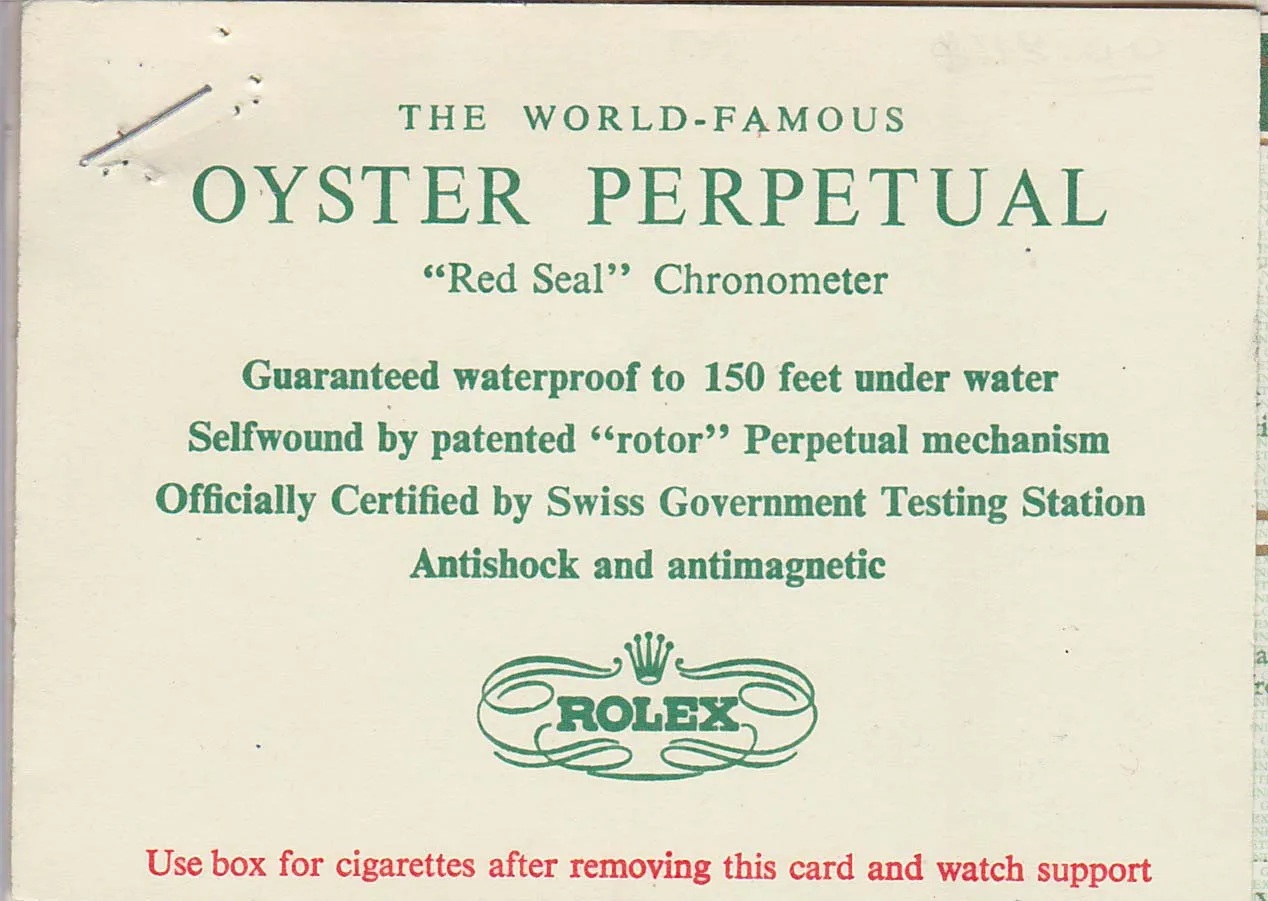 THE WORLD-FAMOUS
OYSTER PERPETUAL
“Red Seal” Chronometer
Guaranteed waterproof to 150 feet under water
Selfwound by patented “rotor” Perpetual mechanism
Officially Certified by Swiss Government Testing Station
Antishock and antimagnetic
ROLEX
Use box for cigarettes after removing this card and watch support